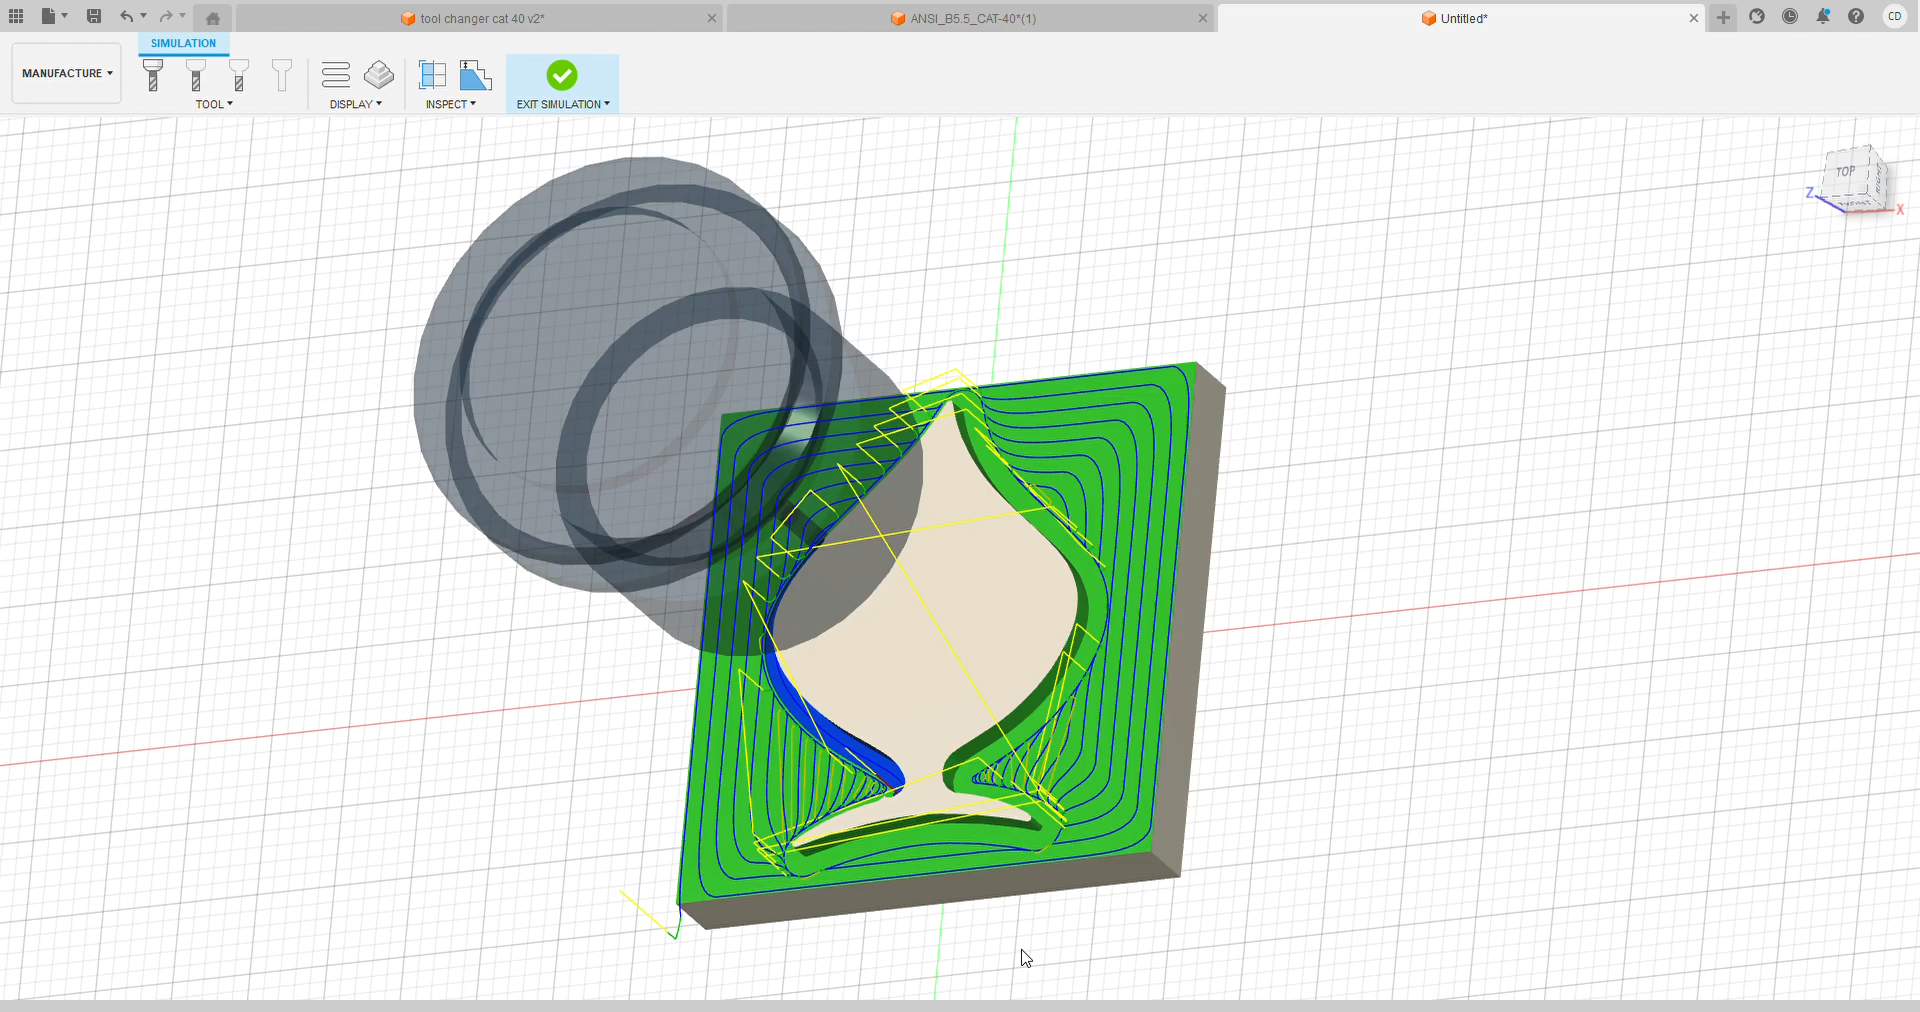 tool changer cat 40 v2*
ANSI_B5.5_CAT-40*(1)
Untitled*
CD
SIMULATION
MANUFACTURE
TOOL
DISPLAY
INSPECT
EXIT SIMULATION
TOP
Z
X